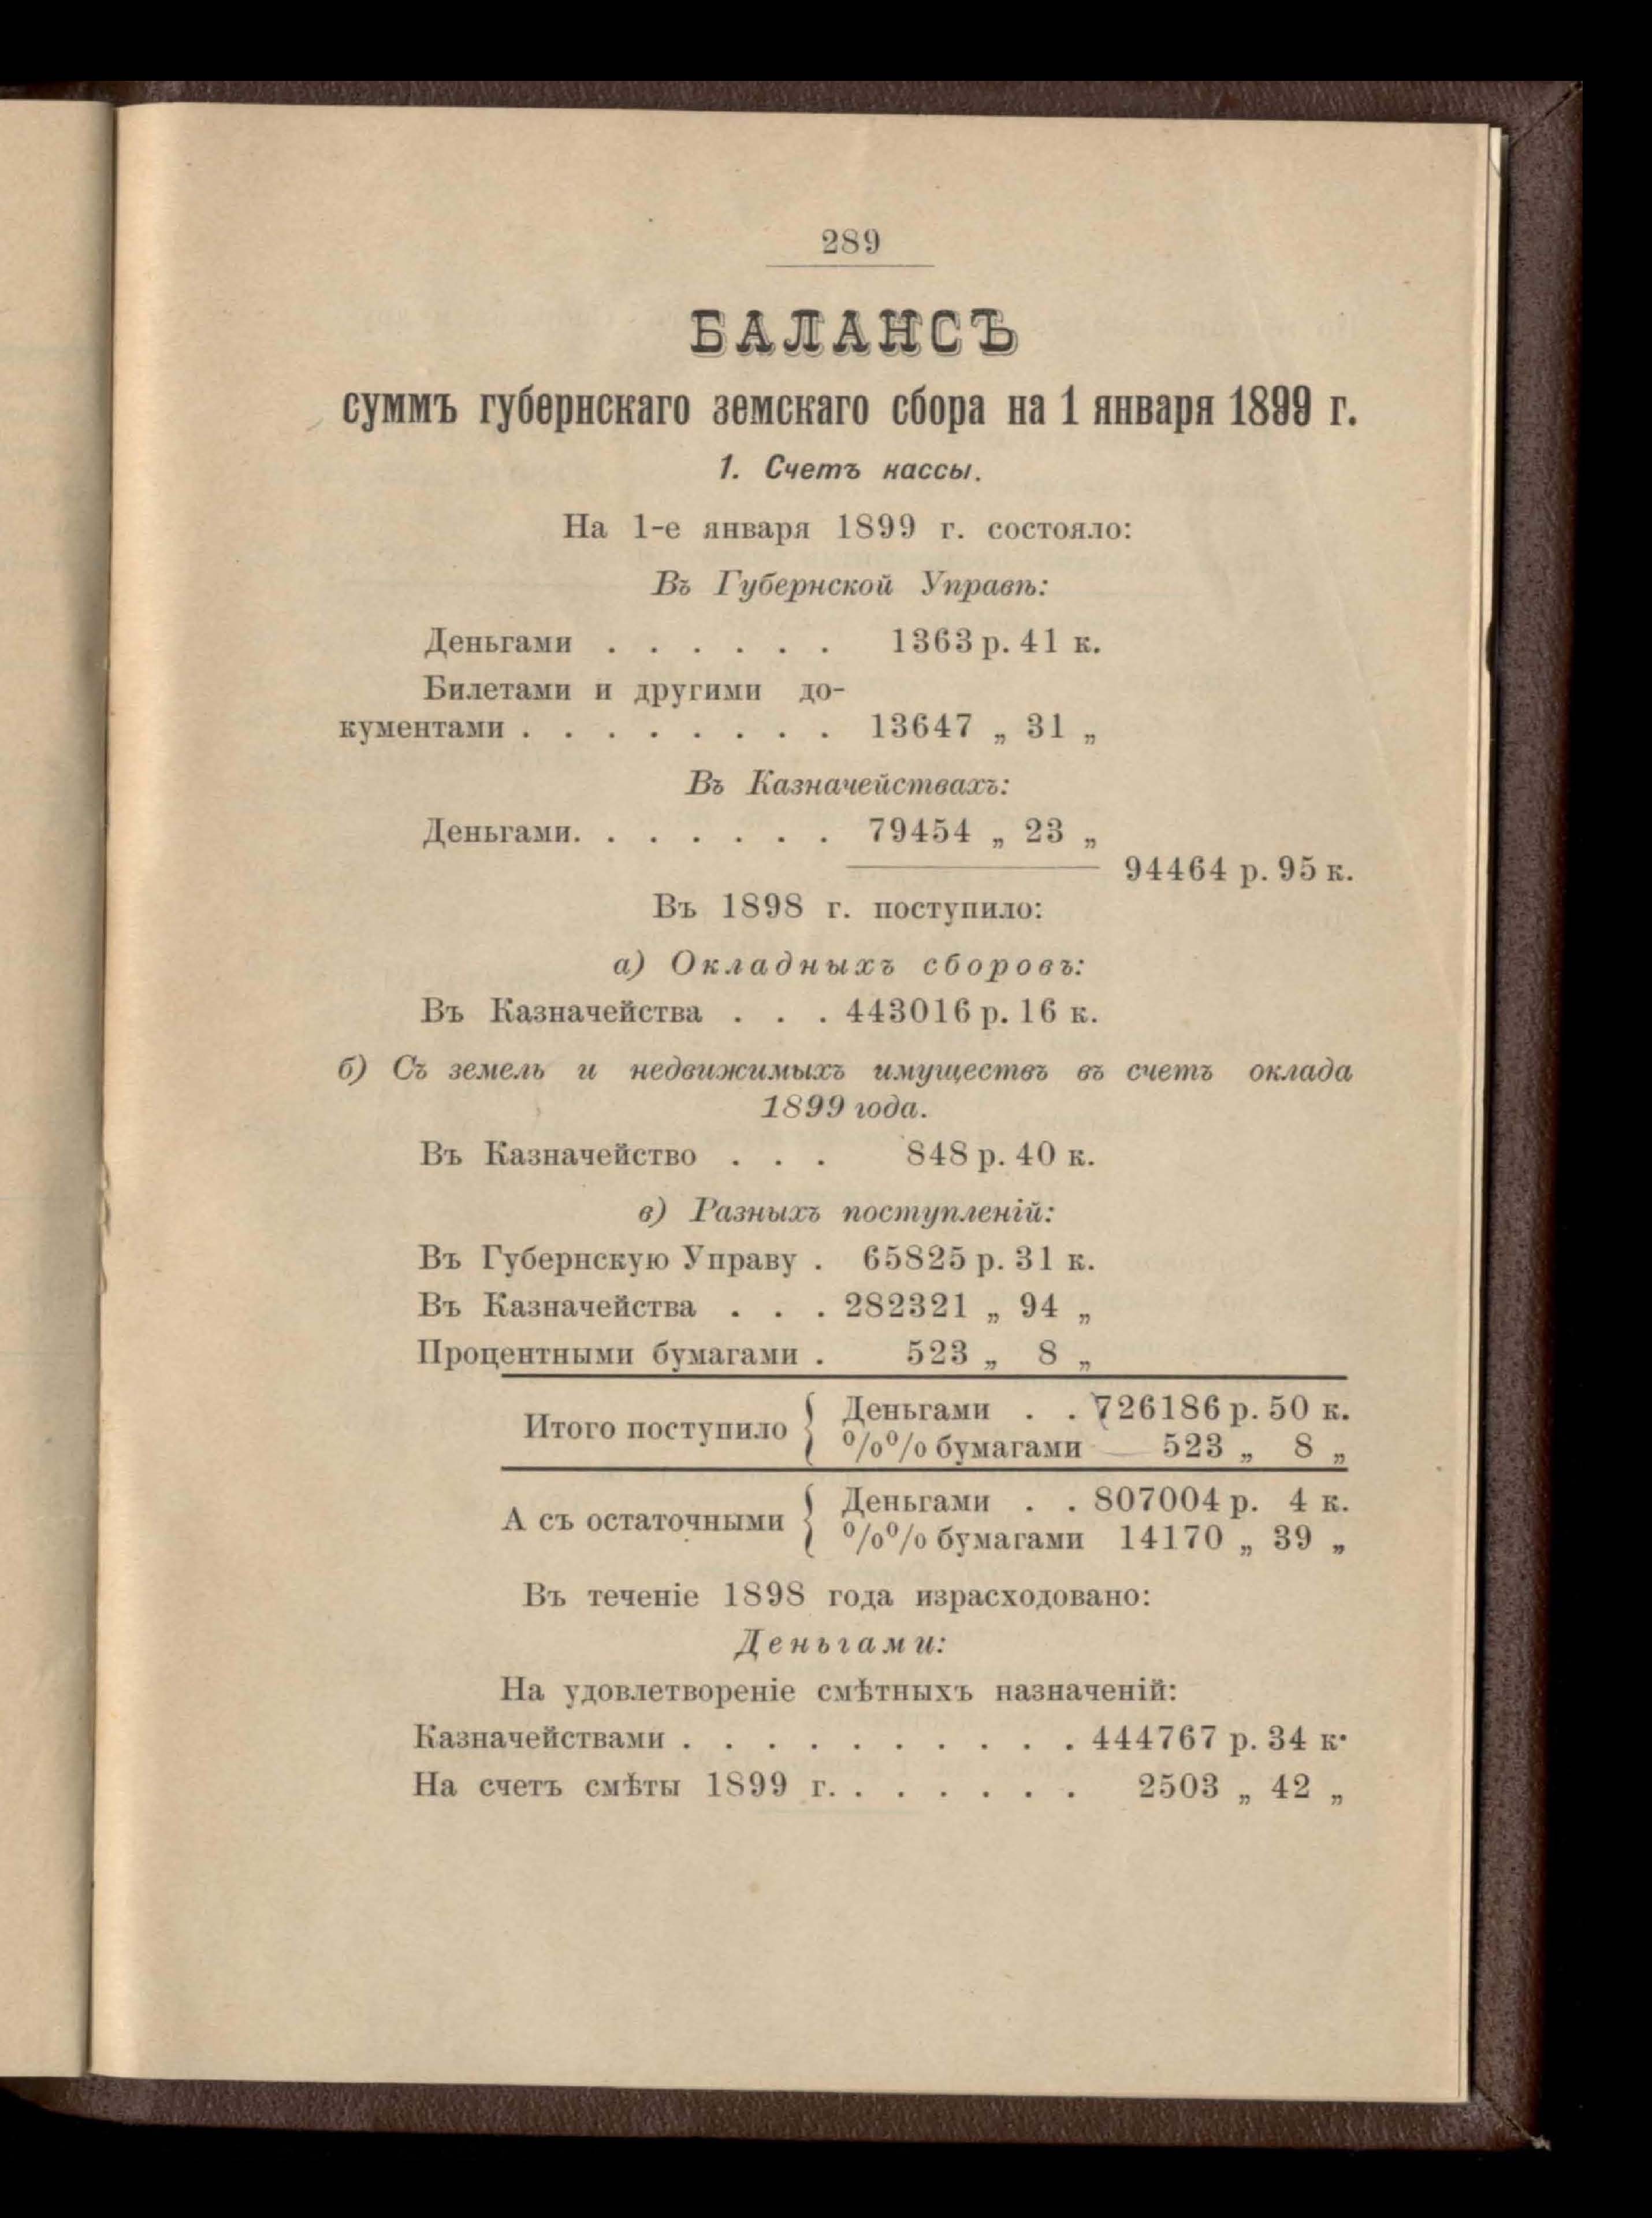 289
БАЛАНСЪ
суммъ губернскаго земскаго сбора на 1 января 1899 г.
1. Счетъ кассы.
На 1-е января 1899 г. состояло:
Въ Губернской Управѣ:
Деньгами . . . . . . 1363 р. 41 к.
Билетами и другими до-
кументами . . . . . . . . 13647 „ 31 „
Въ Казначействахъ:
Деньгами. . . . . . . 79454 „ 23 „
94464 р. 95 к.
Въ 1898 г. поступило:
а) Окладныхъ сборовъ:
Въ Казначейства . . . 443016 р. 16 к.
б) Съ земель и недвижимыхъ имуществъ въ счетъ оклада
1899 года.
Въ Казначейство . . . 848 р. 40 к.
в) Разныхъ поступленій:
Въ Губернскую Управу . 65825 р. 31 к.
Въ Казначейства . . . 282321 „ 94 „
Процентными бумагами . 523 „ 8 „
Итого поступило { Деньгами . . 726186 р. 50 к.
%% бумагами 523 „ 8 „
А съ остаточными { Деньгами . . 807004 р. 4 к.
%% бумагами 14170 „ 39 „
Въ теченіе 1898 года израсходовано:
Деньгами:
На удовлетвореніе смѣтныхъ назначеній:
Казначействами . . . . . . . . . . 444767 р. 34 к.
На счетъ смѣты 1899 г. . . . . . . 2503 „ 42 „